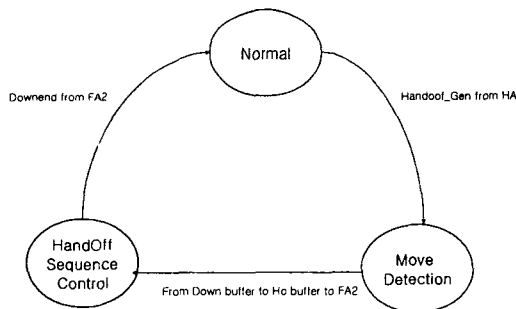 Normal
Downend from FA2
Handoof_Gen from HA
HandOff
Sequence
Control
Move
Detection
From Down buffer to Ho buffer to FA2